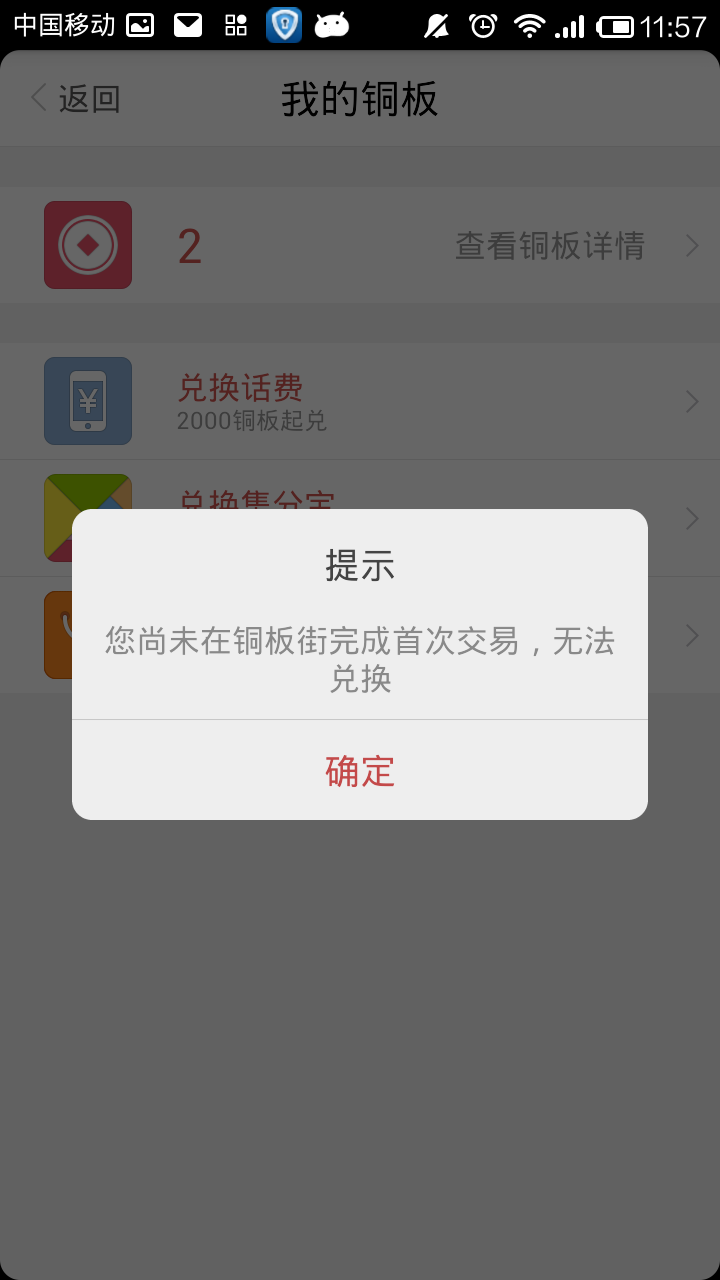 中国移动 11:57
返回 我的铜板
2 查看铜板详情
兑换话费
2000铜板起兑
兑换集分宝
提示
您尚未在铜板街完成首次交易，无法
兑换
确定